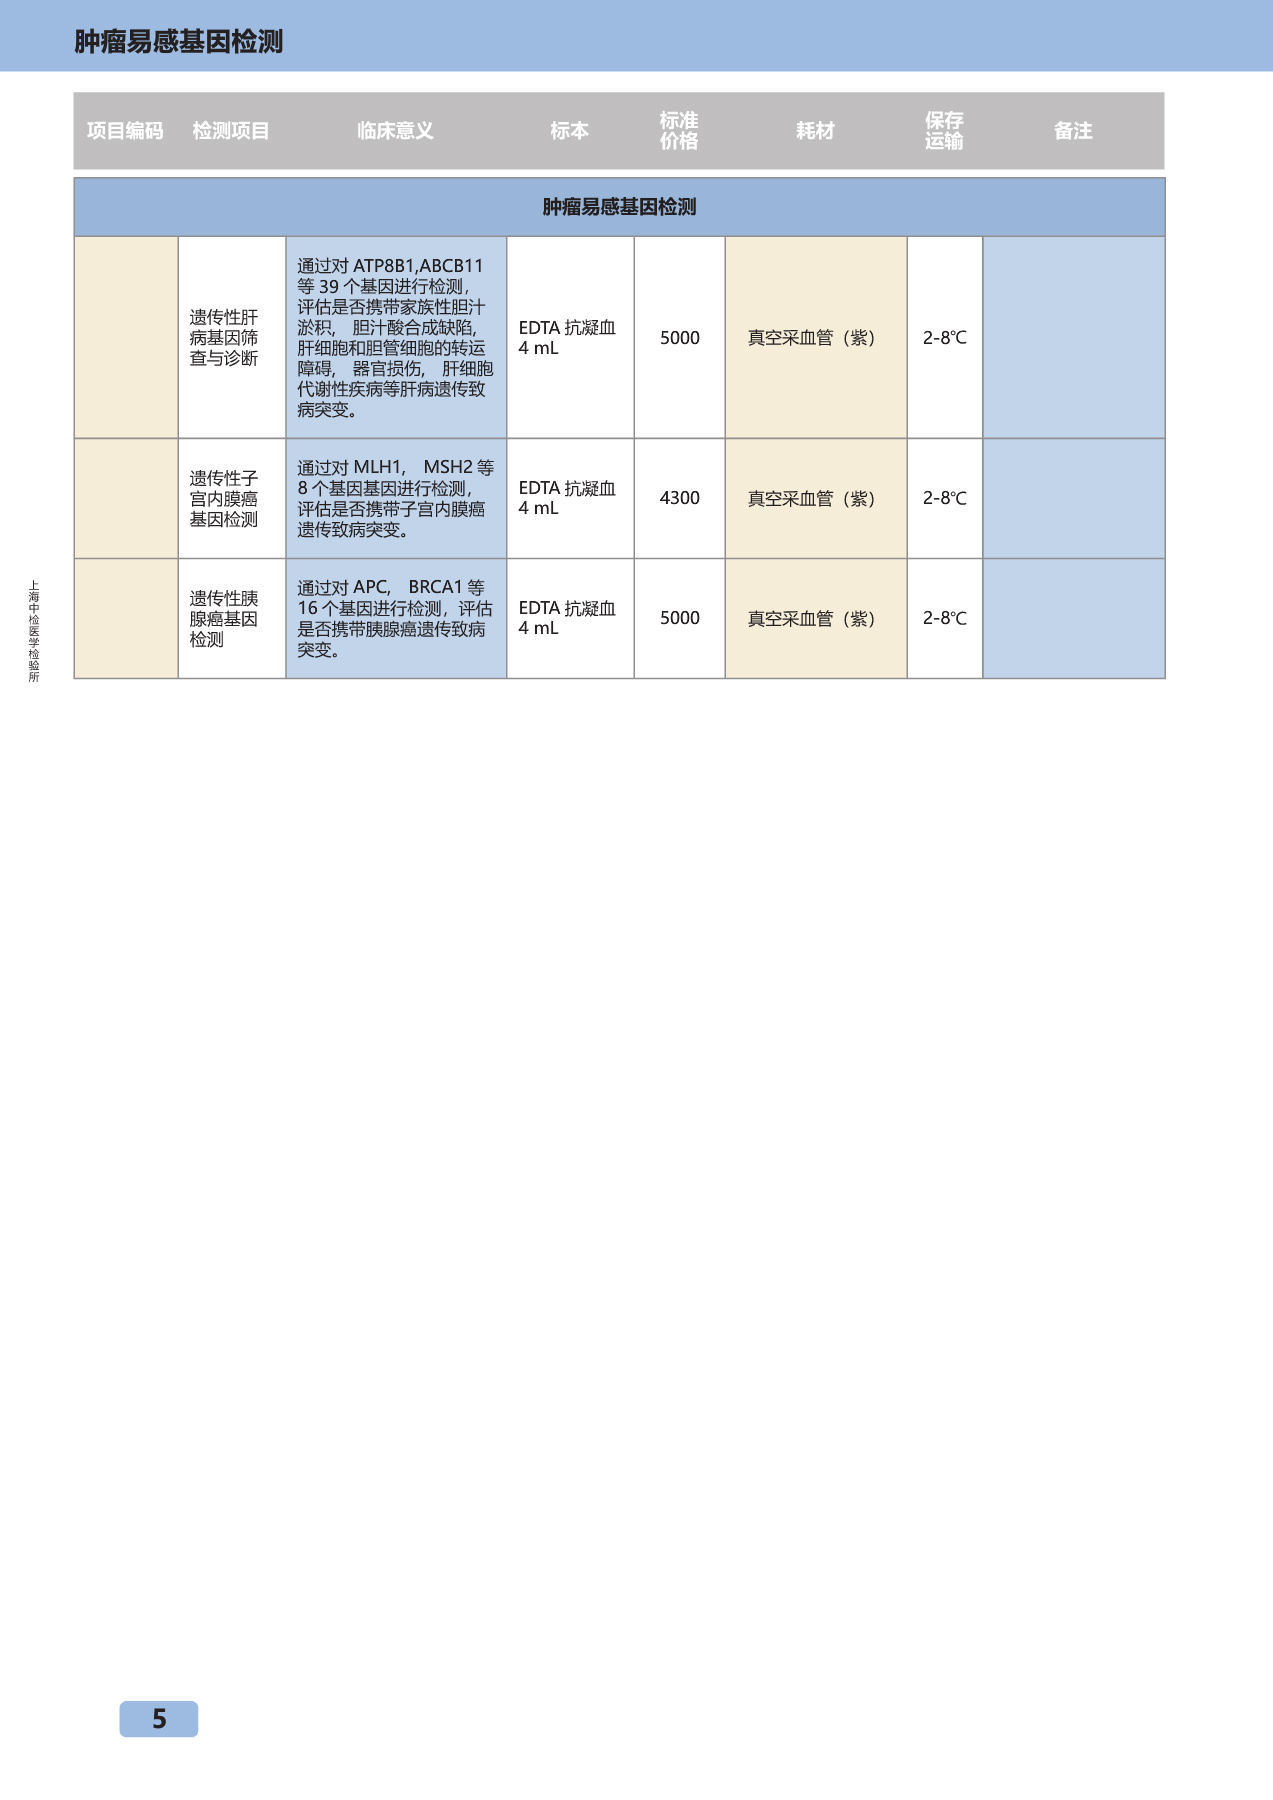 肿瘤易感基因检测
项目编码 检测项目 临床意义 标本 标准 价格 耗材 保存 运输 备注
肿瘤易感基因检测
遗传性肝
病基因筛
查与诊断
通过对 ATP8B1,ABCB11
等 39 个基因进行检测，
评估是否携带家族性胆汁
淤积， 胆汁酸合成缺陷，
肝细胞和胆管细胞的转运
障碍， 器官损伤， 肝细胞
代谢性疾病等肝病遗传致
病突变。
EDTA 抗凝血
4 mL
5000
真空采血管（紫）
2-8℃
遗传性子
宫内膜癌
基因检测
通过对 MLH1， MSH2 等
8 个基因基因进行检测，
评估是否携带子宫内膜癌
遗传致病突变。
EDTA 抗凝血
4 mL
4300
真空采血管（紫）
2-8℃
遗传性胰
腺癌基因
检测
通过对 APC， BRCA1 等
16 个基因进行检测，评估
是否携带胰腺癌遗传致病
突变。
EDTA 抗凝血
4 mL
5000
真空采血管（紫）
2-8℃
上海中检医学检验所
5